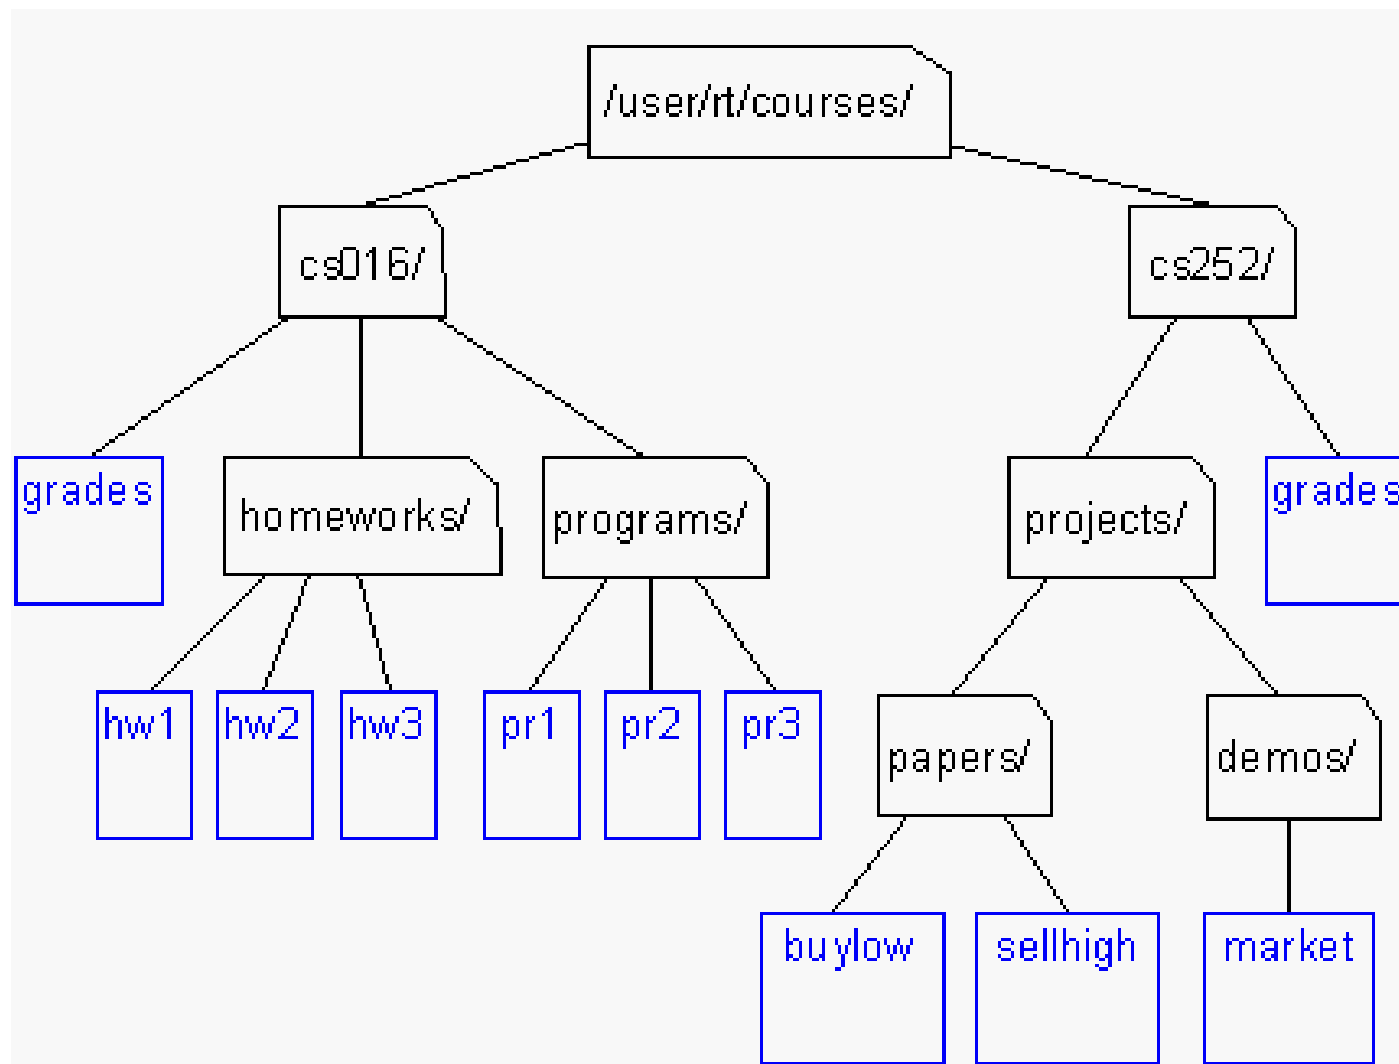 /user/rt/courses/
cs016/
cs252/
grades
homeworks/
programs/
projects/
grades
hw1
hw2
hw3
pr1
pr2
pr3
papers/
demos/
buylow
sellhigh
market